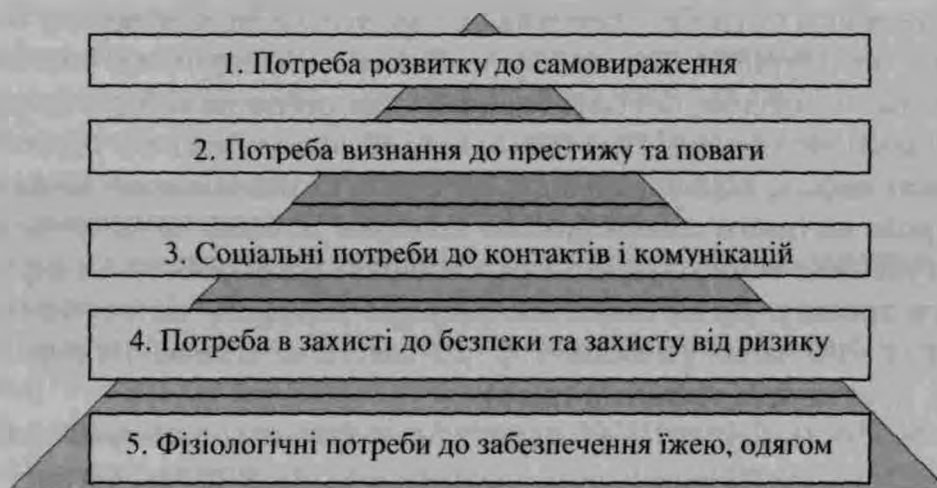 1. Потреба розвитку до самовираження
2. Потреба визнання до престижу та поваги
3. Соціальні потреби до контактів і комунікацій
4. Потреба в захисті до безпеки та захисту від ризику
5. Фізіологічні потреби до забезпечення їжею, одягом